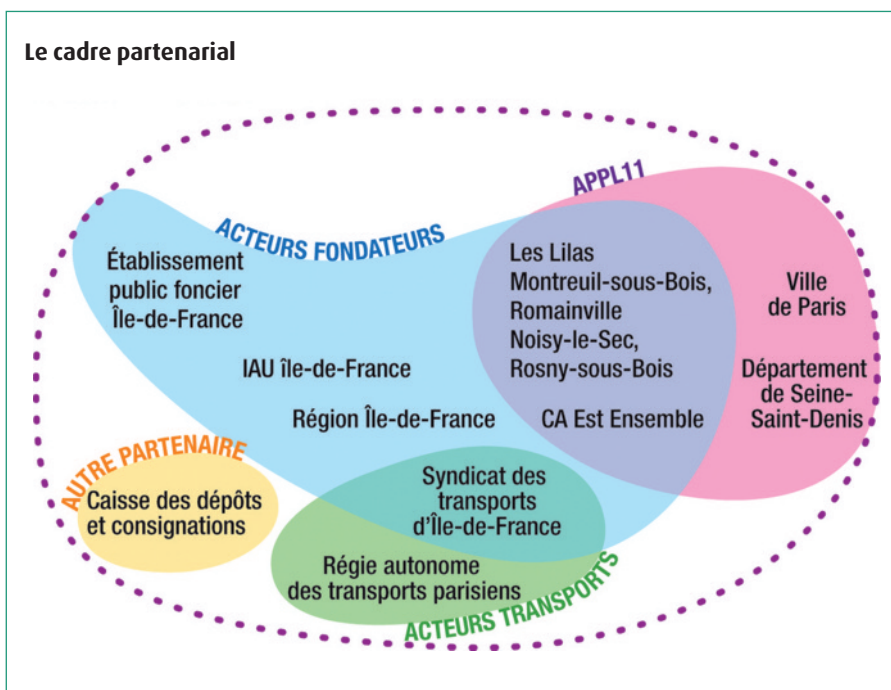 Le cadre partenarial
APPL11
ACTEURS FONDATEURS
Établissement
public foncier
Île-de-France
IAU île-de-France
Région Île-de-France
Les Lilas
Montreuil-sous-Bois,
Romainville
Noisy-le-Sec,
Rosny-sous-Bois
CA Est Ensemble
Ville
de Paris
Département
de Seine-
Saint-Denis
AUTRE PARTENAIRE
Caisse des dépôts
et consignations
Syndicat des
transports
d'Île-de-France
Régie autonome
des transports parisiens
ACTEURS TRANSPORTS